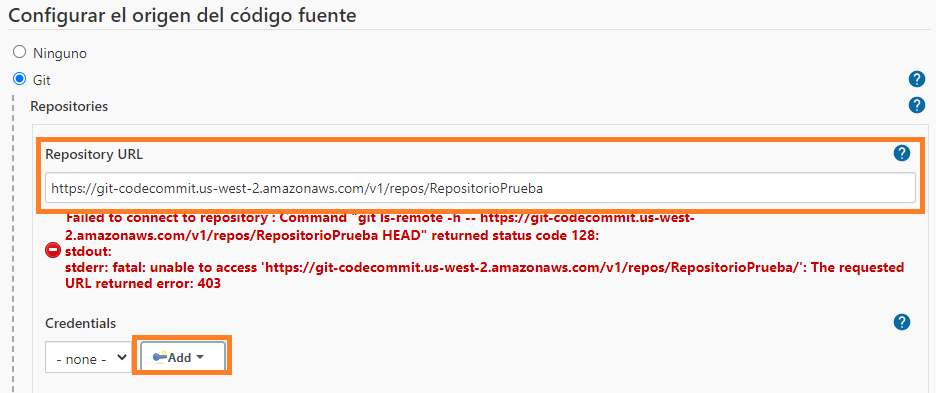 Configurar el origen del código fuente
Ninguno
Git
Repositories
Repository URL
https://git-codecommit.us-west-2.amazonaws.com/v1/repos/RepositorioPrueba
Failed to connect to repository : Command "git ls-remote -h -- https://git-codecommit.us-west-
2.amazonaws.com/v1/repos/RepositorioPrueba HEAD" returned status code 128:
stdout:
stderr: fatal: unable to access 'https://git-codecommit.us-west-2.amazonaws.com/v1/repos/RepositorioPrueba/': The requested
URL returned error: 403
Credentials
- none -
Add